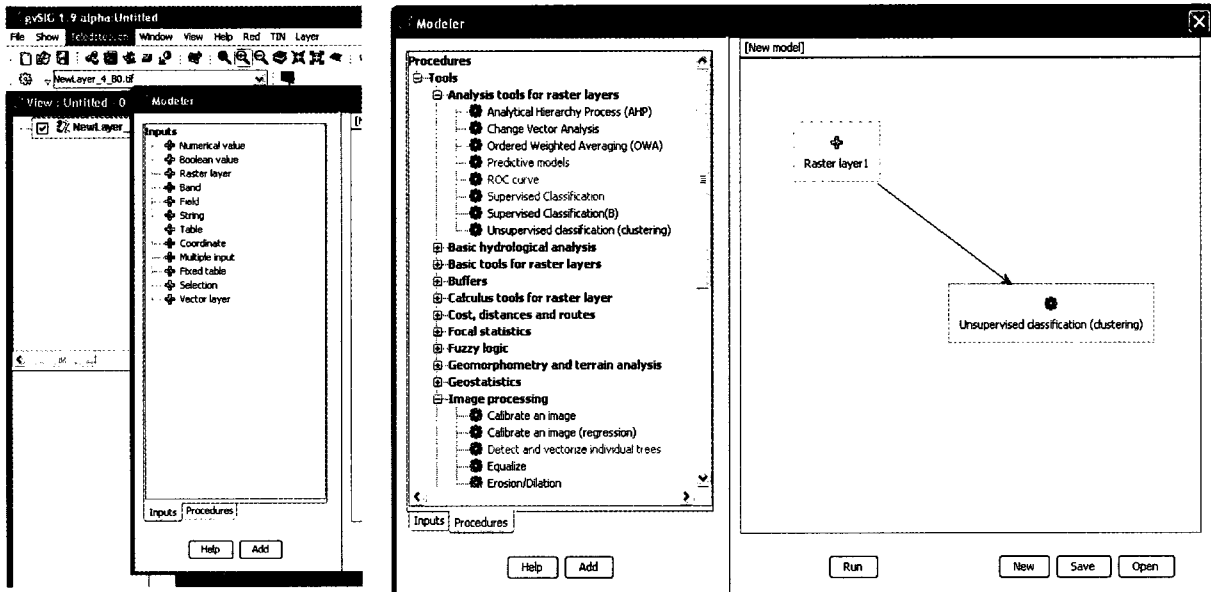 gvSIG 1.9 alpha:Untitled
File Show Teledetección Window View Help Red TIN Layer
NewLayer_4_B0.tif
View : Untitled - 0
NewLayer_
Modeler
Inputs
Numerical value
Boolean value
Raster layer
Band
Field
String
Table
Coordinate
Multiple input
Fixed table
Selection
Vector layer
Inputs Procedures
Help Add
Modeler
Procedures
Tools
Analysis tools for raster layers
Analytical Hierarchy Process (AHP)
Change Vector Analysis
Ordered Weighted Averaging (OWA)
Predictive models
ROC curve
Supervised Classification
Supervised Classification(B)
Unsupervised classification (clustering)
Basic hydrological analysis
Basic tools for raster layers
Buffers
Calculus tools for raster layer
Cost, distances and routes
Focal statistics
Fuzzy logic
Geomorphometry and terrain analysis
Geostatistics
Image processing
Calibrate an image
Calibrate an image (regression)
Detect and vectorize individual trees
Equalize
Erosion/Dilation
Inputs Procedures
Help Add
[New model]
Raster layer1
Unsupervised classification (clustering)
Run New Save Open